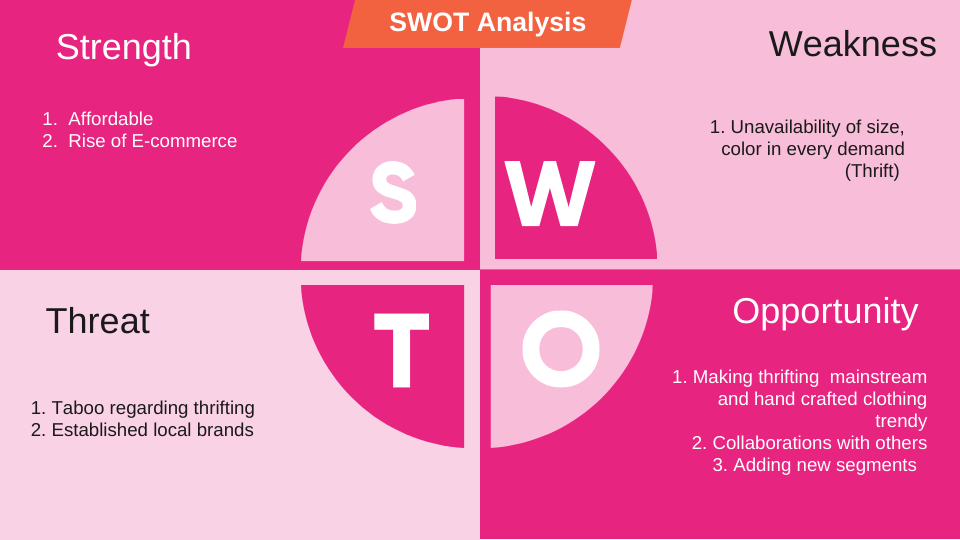 SWOT Analysis
Strength
1. Affordable
2. Rise of E-commerce
S
Weakness
1. Unavailability of size,
color in every demand
(Thrift)
W
Threat
1. Taboo regarding thrifting
2. Established local brands
T
Opportunity
1. Making thrifting mainstream
and hand crafted clothing
trendy
2. Collaborations with others
3. Adding new segments
O